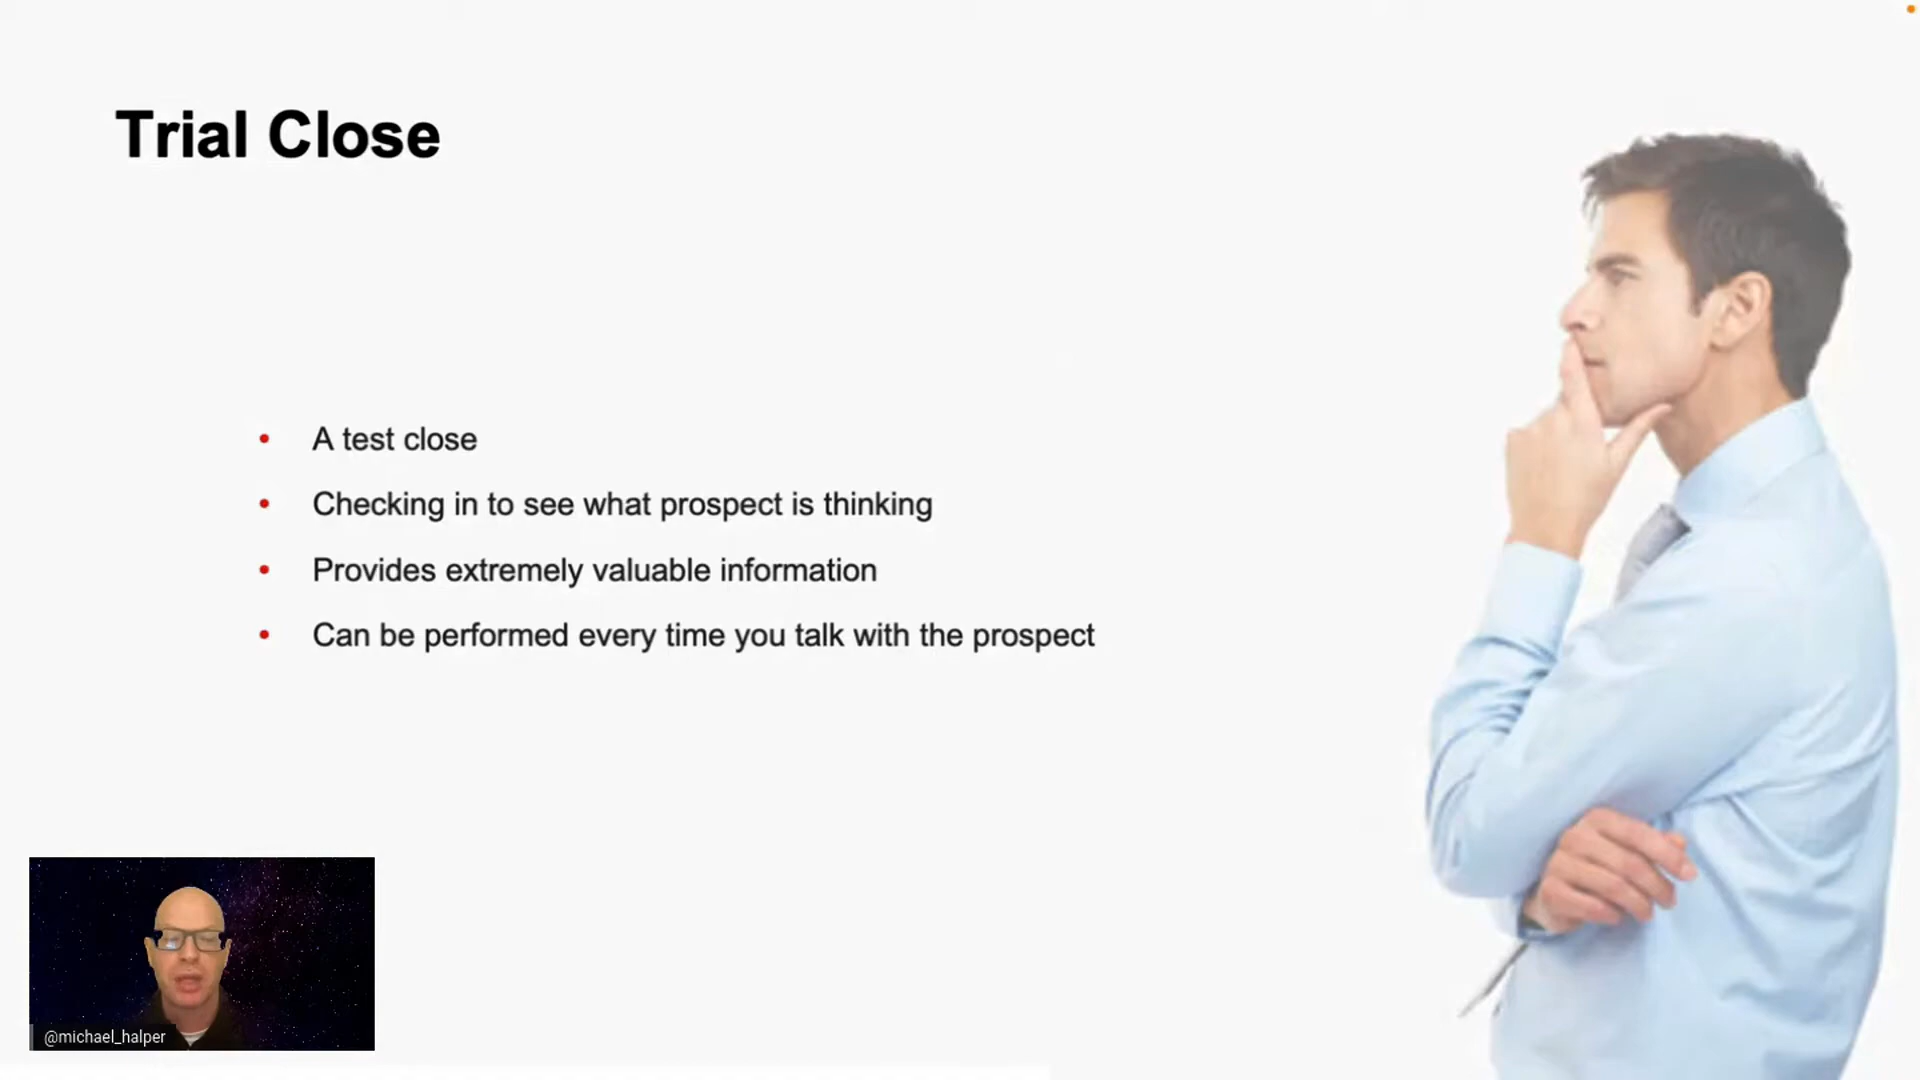 Trial Close
• A test close
• Checking in to see what prospect is thinking
• Provides extremely valuable information
• Can be performed every time you talk with the prospect
@michael_halper